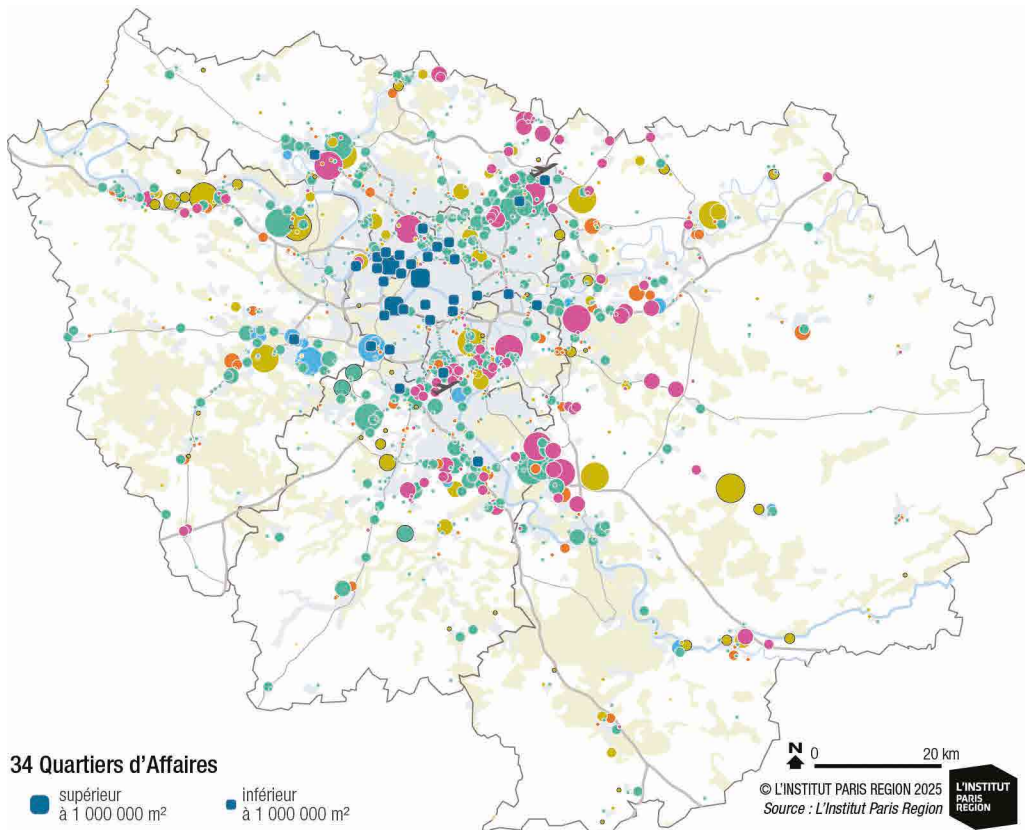 34 Quartiers d’Affaires
supérieur
à 1 000 000 m²
inférieur
à 1 000 000 m²
N
0
20 km
© L’INSTITUT PARIS REGION 2025
Source : L’Institut Paris Region
L’INSTITUT
PARIS
REGION